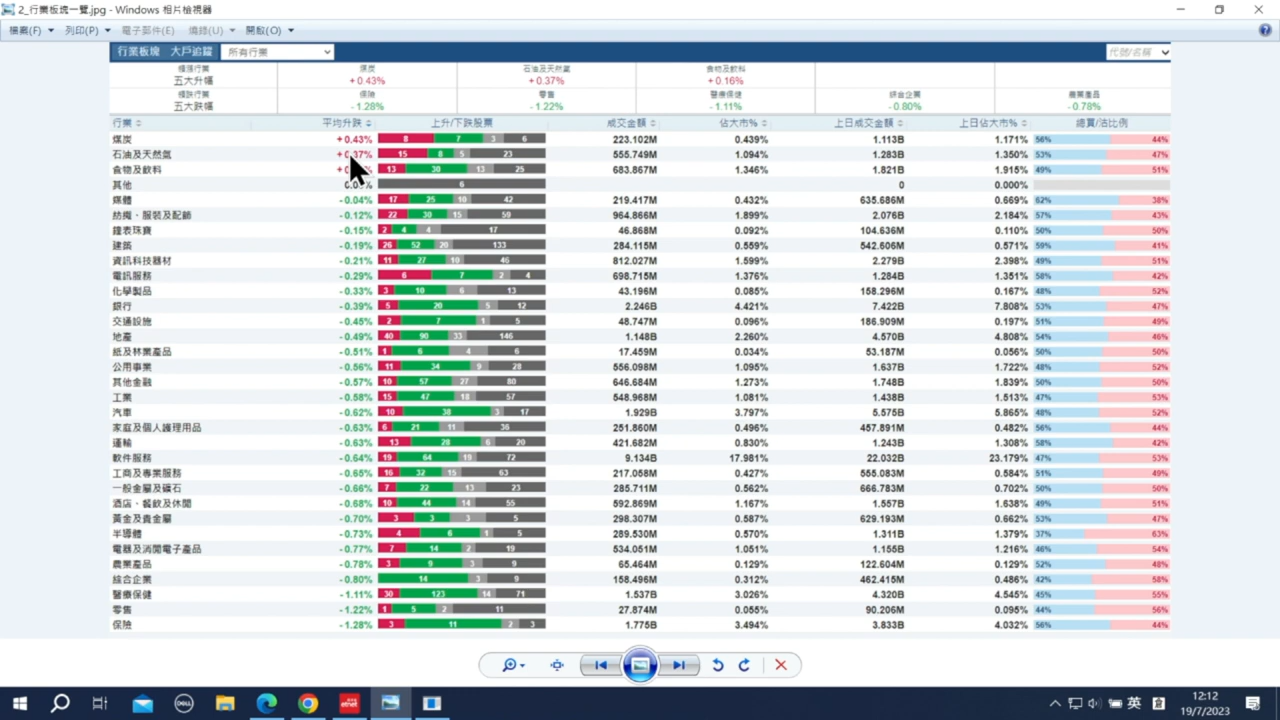 2_行業板塊一覽.jpg - Windows 相片檢視器
檔案(F) 列印(P) 電子郵件(E) 燒錄(U) 開啟(O)
行業板塊 大戶追蹤 所有行業 代號/名稱
煤炭 石油及天然氣 食物及飲料
五大升幅 +0.43% +0.37% +0.16%
保險 零售 醫療保健 綜合企業 農業產品
五大跌幅 -1.28% -1.22% -1.11% -0.80% -0.78%
行業 平均升跌 上升/下跌股票 成交金額 佔大市% 上日成交金額 上日佔大市% 總買/沽比例
煤炭 +0.43% 8 7 3 6 223.102M 0.439% 1.113B 1.171% 56% 44%
石油及天然氣 15 8 5 23 555.749M 1.094% 1.283B 1.350% 53% 47%
食物及飲料 13 30 13 25 683.867M 1.346% 1.821B 1.915% 49% 51%
其他 6 0 0.000%
媒體 -0.04% 17 25 10 42 219.417M 0.432% 635.686M 0.669% 62% 38%
紡織、服裝及配飾 -0.12% 22 30 15 59 964.866M 1.899% 2.076B 2.184% 57% 43%
鐘表珠寶 -0.15% 2 4 4 17 46.868M 0.092% 104.636M 0.110% 50% 50%
建築 -0.19% 26 52 20 133 284.115M 0.559% 542.606M 0.571% 59% 41%
資訊科技器材 -0.21% 11 27 10 46 812.027M 1.599% 2.279B 2.398% 49% 51%
電訊服務 -0.29% 6 7 2 4 698.715M 1.376% 1.284B 1.351% 58% 42%
化學製品 -0.33% 3 10 6 13 43.196M 0.085% 158.296M 0.167% 48% 52%
銀行 -0.39% 5 20 5 12 2.246B 4.421% 7.422B 7.808% 53% 47%
交通設施 -0.45% 2 7 1 5 48.747M 0.096% 186.909M 0.197% 51% 49%
地產 -0.49% 40 90 33 146 1.148B 2.260% 4.570B 4.808% 54% 46%
紙及林業產品 -0.51% 1 6 4 6 17.459M 0.034% 53.187M 0.056% 50% 50%
公用事業 -0.56% 11 34 9 28 556.098M 1.095% 1.637B 1.722% 48% 52%
其他金融 -0.57% 10 57 27 80 646.684M 1.273% 1.748B 1.839% 50% 50%
工業 -0.58% 15 47 18 57 548.968M 1.081% 1.438B 1.513% 47% 53%
汽車 -0.62% 10 38 3 17 1.929B 3.797% 5.575B 5.865% 48% 52%
家庭及個人護理用品 -0.63% 6 21 11 36 251.860M 0.496% 457.891M 0.482% 56% 44%
運輸 -0.63% 13 28 6 20 421.682M 0.830% 1.243B 1.308% 58% 42%
軟件服務 -0.64% 19 64 19 72 9.134B 17.981% 22.032B 23.179% 47% 53%
工商及專業服務 -0.65% 16 32 15 63 217.058M 0.427% 555.083M 0.584% 51% 49%
一般金屬及礦石 -0.66% 7 22 13 23 285.711M 0.562% 666.783M 0.702% 50% 50%
酒店、餐飲及休閒 -0.68% 10 44 14 55 592.869M 1.167% 1.557B 1.638% 49% 51%
黃金及貴金屬 -0.70% 3 3 3 5 298.307M 0.587% 629.193M 0.662% 53% 47%
半導體 -0.73% 4 6 1 5 289.530M 0.570% 1.311B 1.379% 37% 63%
電器及消閒電子產品 -0.77% 7 14 2 19 534.051M 1.051% 1.155B 1.216% 46% 54%
農業產品 -0.78% 3 9 3 9 65.464M 0.129% 122.604M 0.129% 52% 48%
綜合企業 -0.80% 14 3 9 158.496M 0.312% 462.415M 0.486% 42% 58%
醫療保健 -1.11% 30 123 14 71 1.537B 3.026% 4.320B 4.545% 45% 55%
零售 -1.22% 1 5 2 11 27.874M 0.055% 90.206M 0.095% 44% 56%
保險 -1.28% 3 11 2 3 1.775B 3.494% 3.833B 4.032% 56% 44%
DELL etnet 英 12:12
19/7/2023